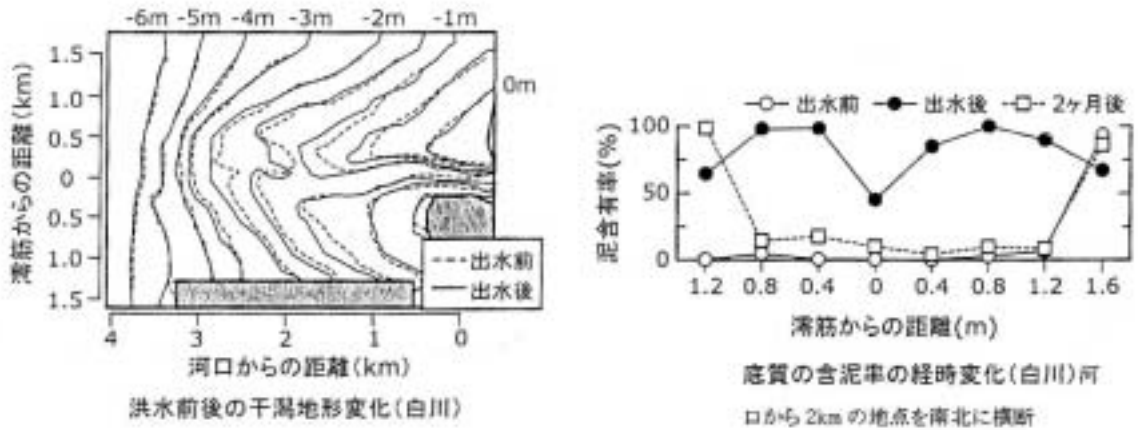 -6m -5m -4m -3m -2m -1m
0m
澪筋からの距離(km)
1.5
1.0
0.5
0
0.5
1.0
1.5
出水前
出水後
4 3 2 1 0
河口からの距離(km)
洪水前後の干潟地形変化(白川)
出水前 出水後 2ヶ月後
泥含有率(%)
100
50
0
1.2 0.8 0.4 0 0.4 0.8 1.2 1.6
澪筋からの距離(m)
底質の含泥率の経時変化(白川)河
口から 2km の地点を南北に横断